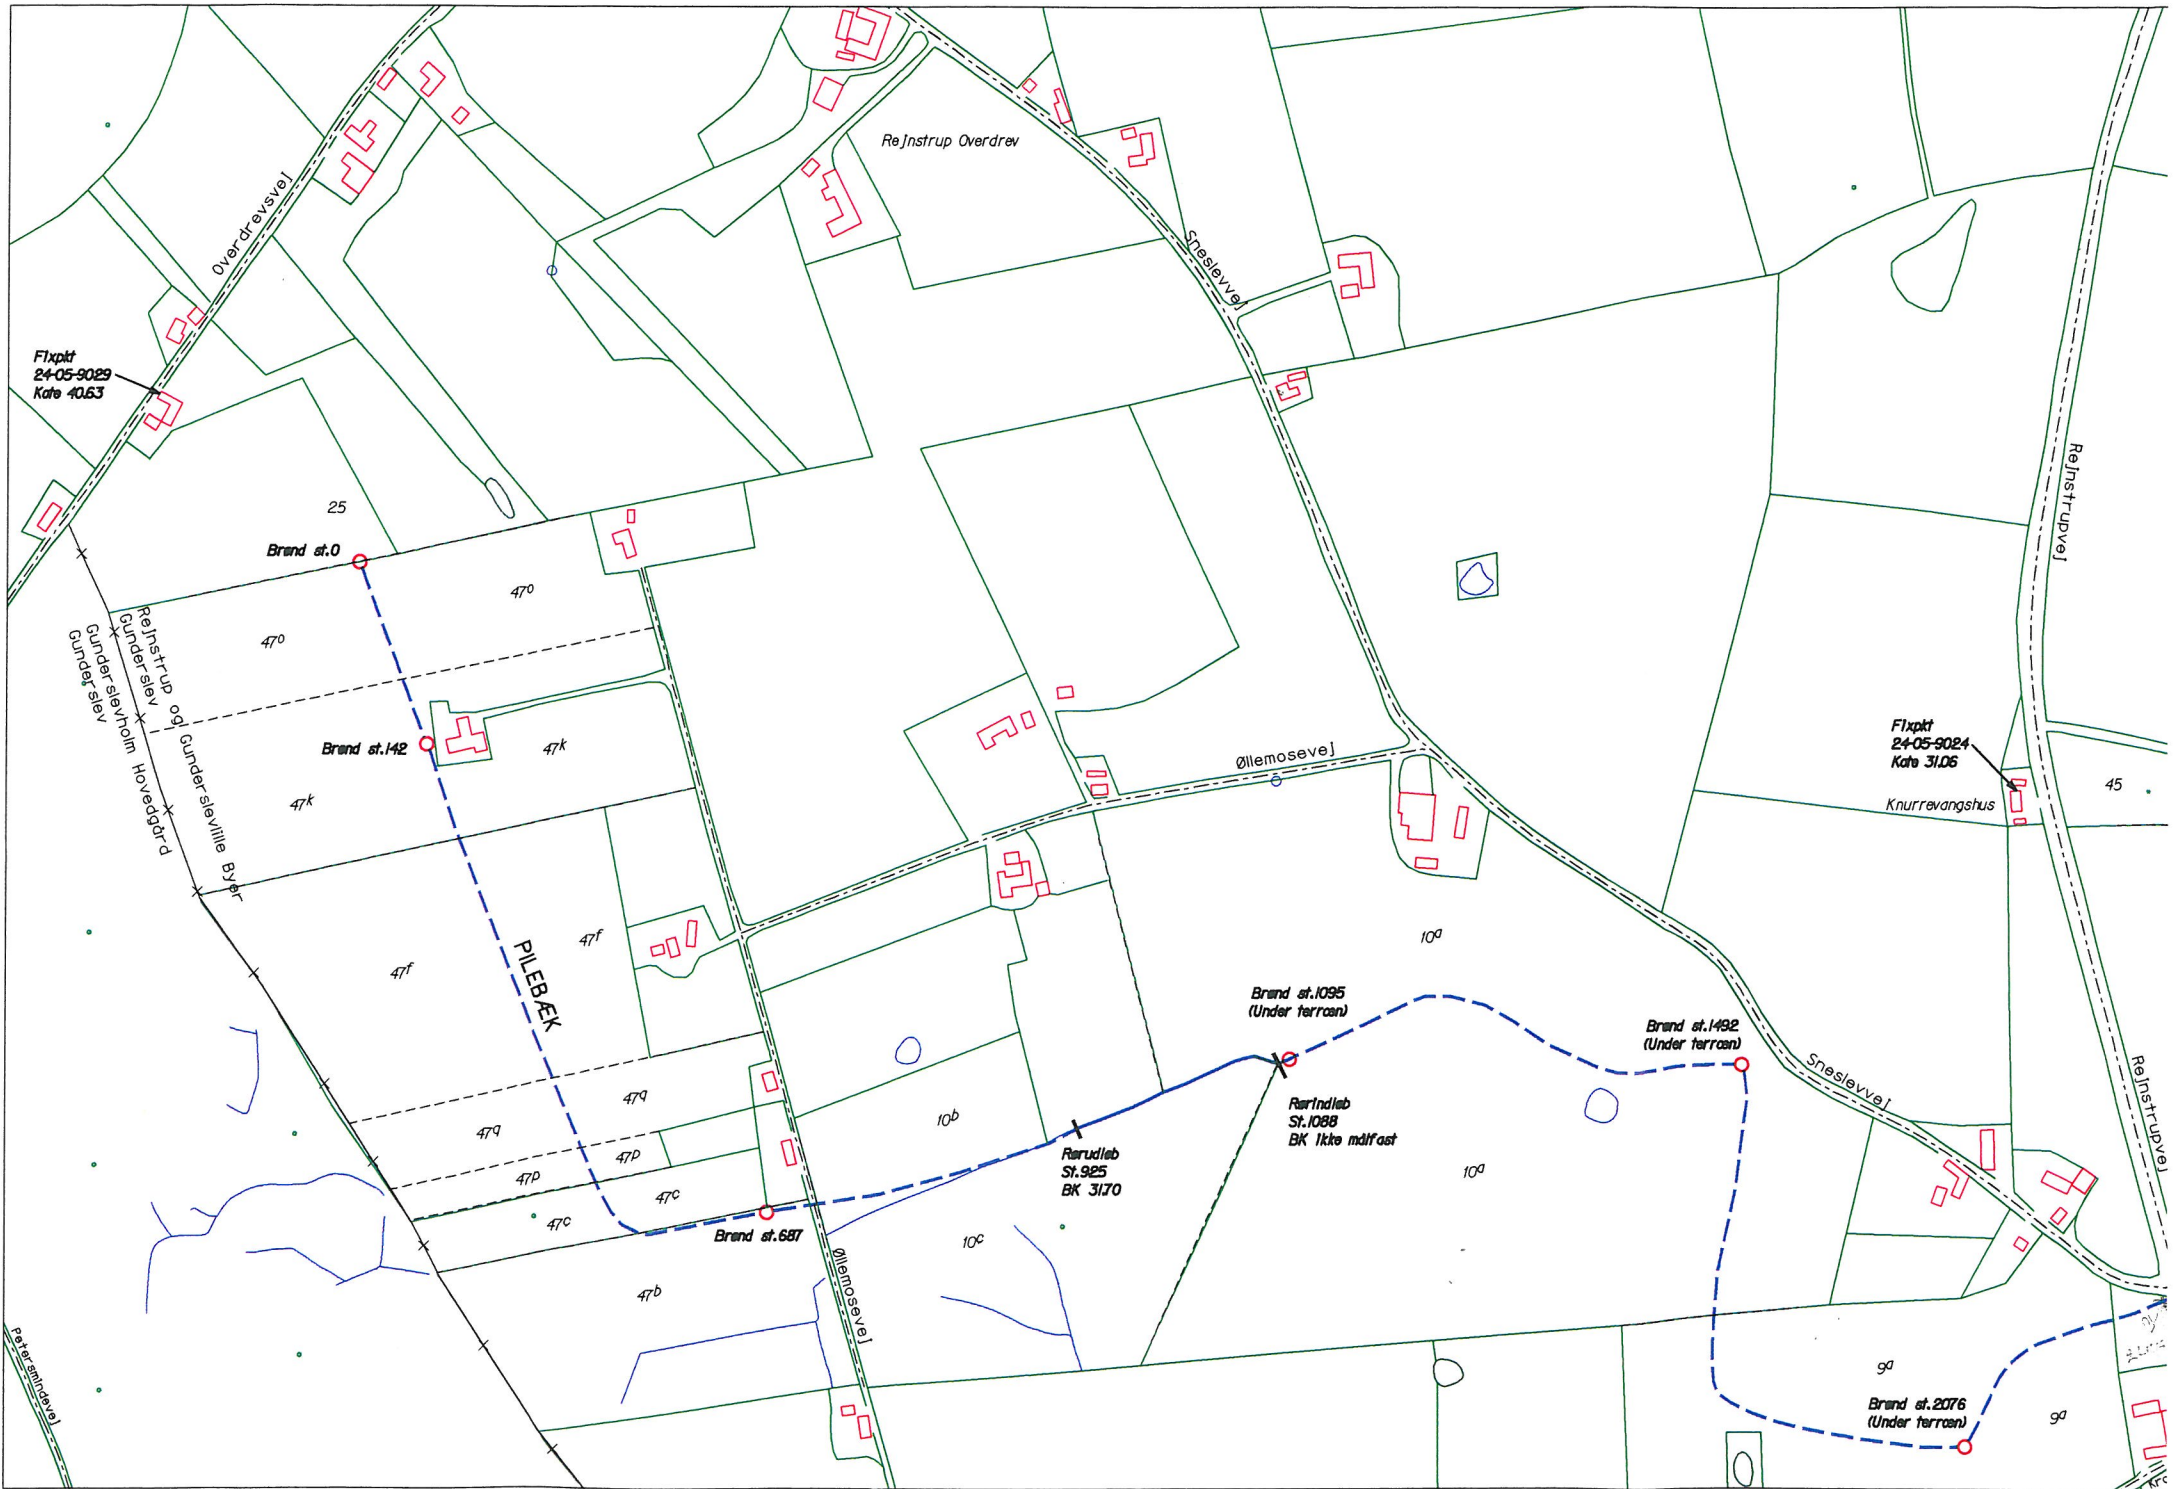 Rejnstrup Overdrev
Overdrevsvej
Sneslevvej
Fixpkt
24-05-9029
Kote 40.63
25
Brønd st.0
47o
47o
Rejnstrup og Gunderslevlille Byer
Gunderslev
Gunderslevholm Hovedgård
Gunderslev
Brønd st.142
47k
47k
Øllemosevej
Rejnstrupvej
Fixpkt
24-05-9024
Kote 31.06
Knurrevangshus
45
47f
47f
PILEBÆK
10a
Brønd st.1095
(Under terræn)
Brønd st.1492
(Under terræn)
Sneslevvej
Rejnstrupvej
47q
47q
10b
Rørindløb
St.1088
BK ikke målfast
47p
47p
Rørudløb
St.925
BK 31.70
10a
47c
47c
Brønd st.687
10c
Øllemosevej
47b
Petersmindevej
9a
Brønd st.2076
(Under terræn)
9a